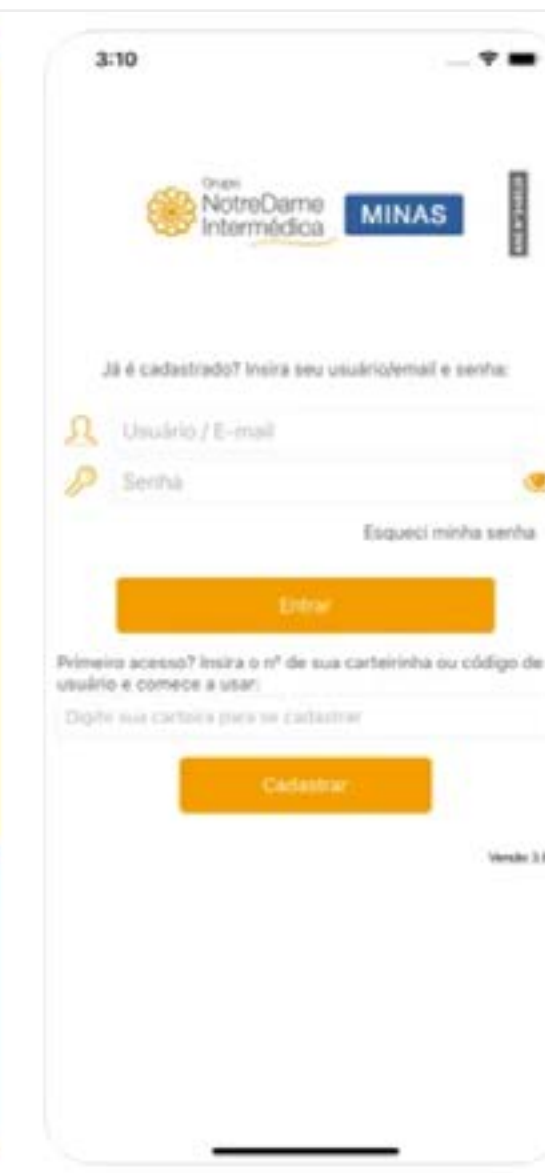 3:10
Grupo
NotreDame
Intermédica
MINAS
Já é cadastrado? Insira seu usuário/email e senha:
Usuário / E-mail
Senha
Esqueci minha senha
Entrar
Primeiro acesso? Insira o nº de sua carteirinha ou código de
usuário e comece a usar:
Digite sua carteira para se cadastrar
Cadastrar
Versão 3.